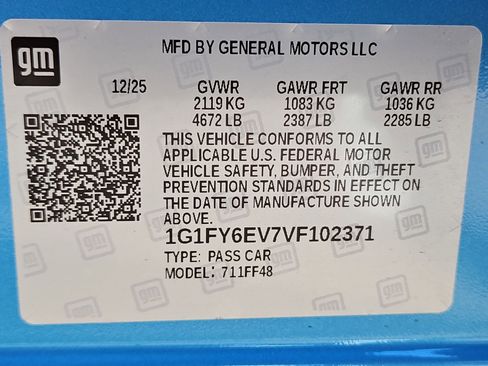 gm
MFD BY GENERAL MOTORS LLC
12/25 GVWR GAWR FRT GAWR RR
2119 KG 1083 KG 1036 KG
4672 LB 2387 LB 2285 LB
THIS VEHICLE CONFORMS TO ALL
APPLICABLE U.S. FEDERAL MOTOR
VEHICLE SAFETY, BUMPER, AND THEFT
PREVENTION STANDARDS IN EFFECT ON
THE DATE OF MANUFACTURE SHOWN
ABOVE.
1G1FY6EV7VF102371
TYPE: PASS CAR
MODEL: 711FF48